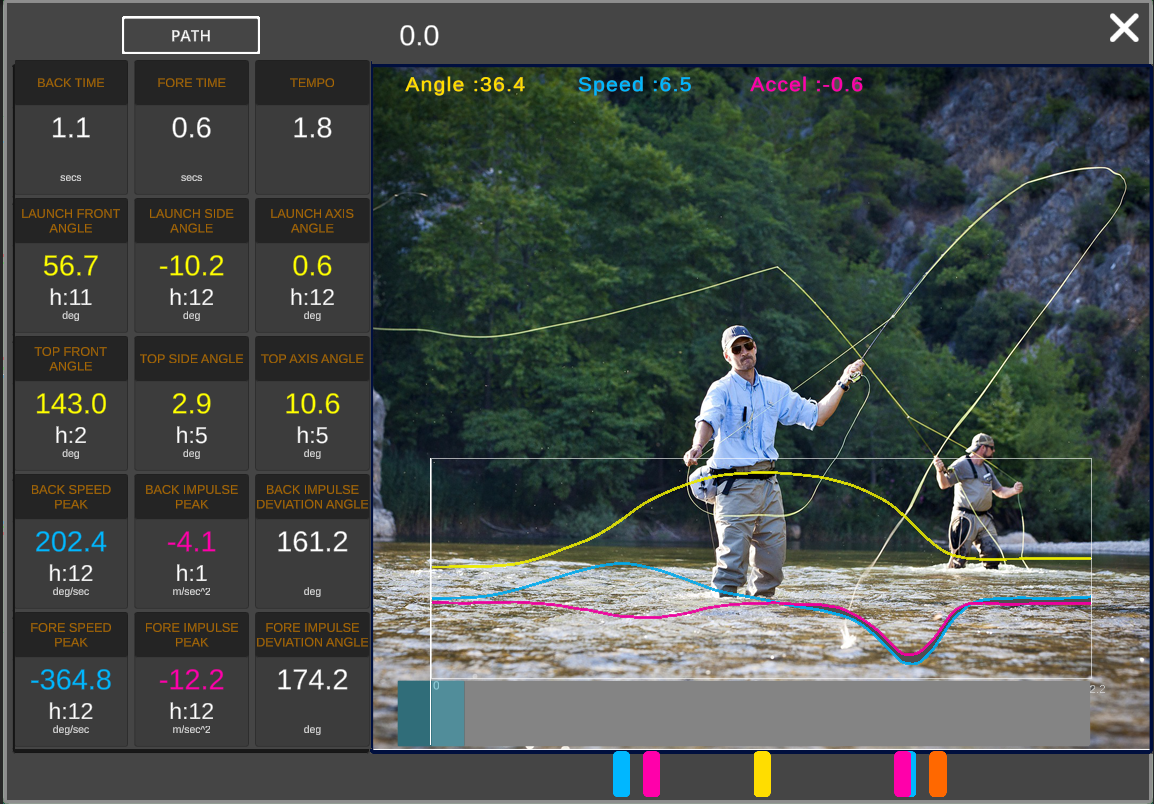 PATH
0.0
Angle :36.4 Speed :6.5 Accel :-0.6
BACK TIME
1.1
secs
FORE TIME
0.6
secs
TEMPO
1.8
LAUNCH FRONT
ANGLE
56.7
h:11
deg
LAUNCH SIDE
ANGLE
-10.2
h:12
deg
LAUNCH AXIS
ANGLE
0.6
h:12
deg
TOP FRONT
ANGLE
143.0
h:2
deg
TOP SIDE ANGLE
2.9
h:5
deg
TOP AXIS ANGLE
10.6
h:5
deg
BACK SPEED
PEAK
202.4
h:12
deg/sec
BACK IMPULSE
PEAK
-4.1
h:1
m/sec^2
BACK IMPULSE
DEVIATION ANGLE
161.2
deg
FORE SPEED
PEAK
-364.8
h:12
deg/sec
FORE IMPULSE
PEAK
-12.2
h:12
m/sec^2
FORE IMPULSE
DEVIATION ANGLE
174.2
deg
0
2.2